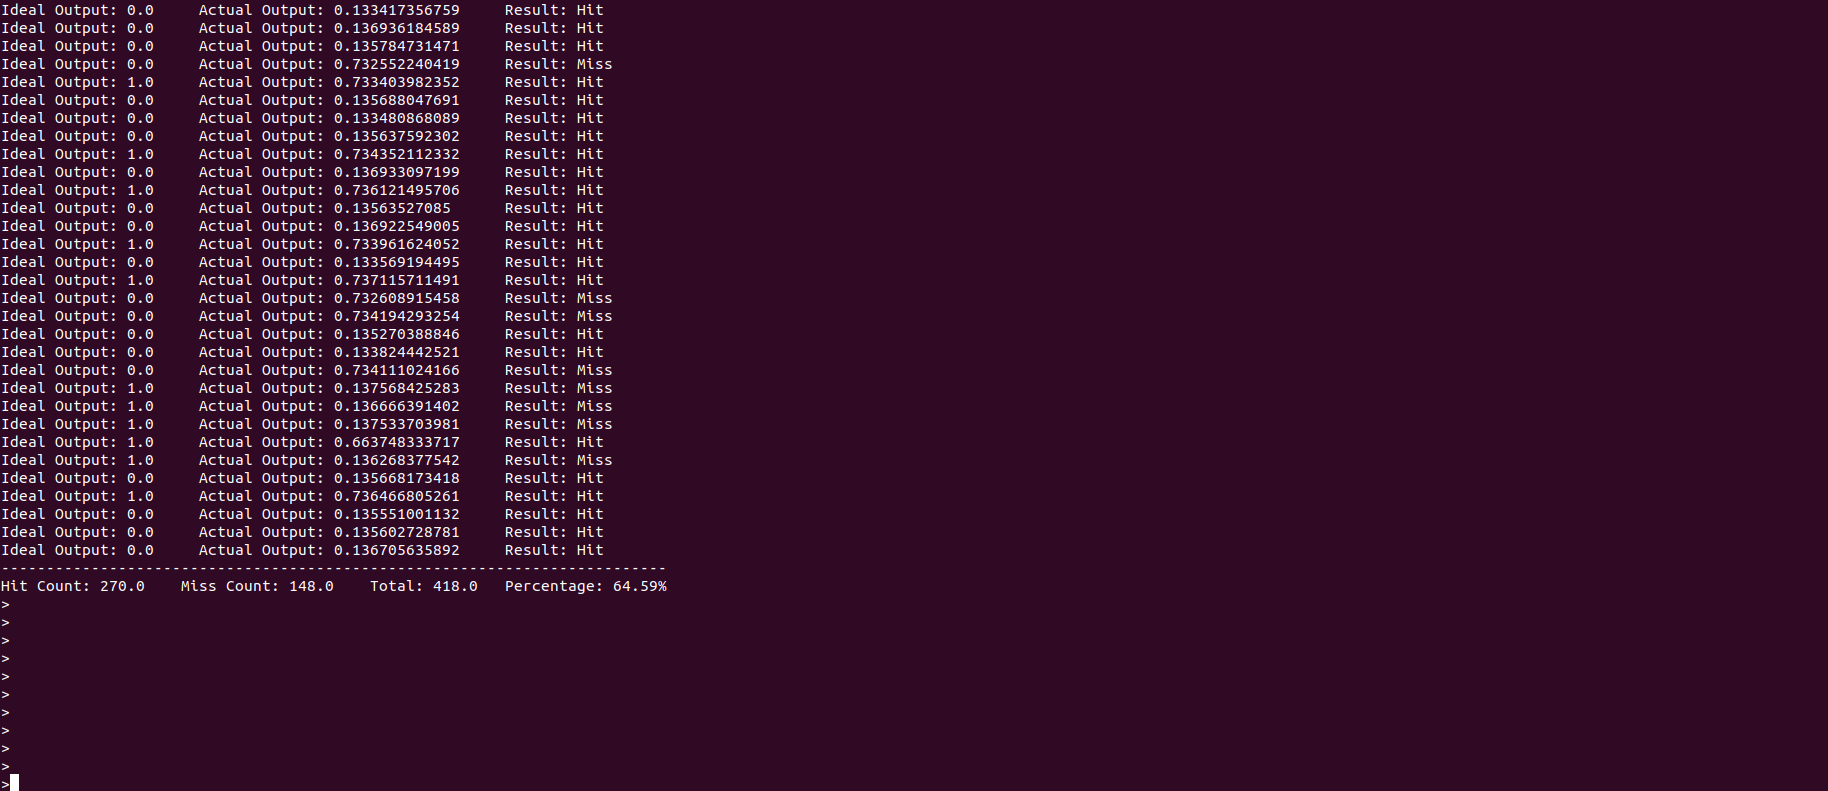 Ideal Output: 0.0     Actual Output: 0.133417356759     Result: Hit
Ideal Output: 0.0     Actual Output: 0.136936184589     Result: Hit
Ideal Output: 0.0     Actual Output: 0.135784731471     Result: Hit
Ideal Output: 0.0     Actual Output: 0.732552240419     Result: Miss
Ideal Output: 1.0     Actual Output: 0.733403982352     Result: Hit
Ideal Output: 0.0     Actual Output: 0.135688047691     Result: Hit
Ideal Output: 0.0     Actual Output: 0.133480868089     Result: Hit
Ideal Output: 0.0     Actual Output: 0.135637592302     Result: Hit
Ideal Output: 1.0     Actual Output: 0.734352112332     Result: Hit
Ideal Output: 0.0     Actual Output: 0.136933097199     Result: Hit
Ideal Output: 1.0     Actual Output: 0.736121495706     Result: Hit
Ideal Output: 0.0     Actual Output: 0.13563527085      Result: Hit
Ideal Output: 0.0     Actual Output: 0.136922549005     Result: Hit
Ideal Output: 1.0     Actual Output: 0.733961624052     Result: Hit
Ideal Output: 0.0     Actual Output: 0.133569194495     Result: Hit
Ideal Output: 1.0     Actual Output: 0.737115711491     Result: Hit
Ideal Output: 0.0     Actual Output: 0.732608915458     Result: Miss
Ideal Output: 0.0     Actual Output: 0.734194293254     Result: Miss
Ideal Output: 0.0     Actual Output: 0.135270388846     Result: Hit
Ideal Output: 0.0     Actual Output: 0.133824442521     Result: Hit
Ideal Output: 0.0     Actual Output: 0.734111024166     Result: Miss
Ideal Output: 1.0     Actual Output: 0.137568425283     Result: Miss
Ideal Output: 1.0     Actual Output: 0.136666391402     Result: Miss
Ideal Output: 1.0     Actual Output: 0.137533703981     Result: Miss
Ideal Output: 1.0     Actual Output: 0.663748333717     Result: Hit
Ideal Output: 1.0     Actual Output: 0.136268377542     Result: Miss
Ideal Output: 0.0     Actual Output: 0.135668173418     Result: Hit
Ideal Output: 1.0     Actual Output: 0.736466805261     Result: Hit
Ideal Output: 0.0     Actual Output: 0.135551001132     Result: Hit
Ideal Output: 0.0     Actual Output: 0.135602728781     Result: Hit
Ideal Output: 0.0     Actual Output: 0.136705635892     Result: Hit
--------------------------------------------------------------------------
Hit Count: 270.0    Miss Count: 148.0    Total: 418.0   Percentage: 64.59%
>
>
>
>
>
>
>
>
>
>
>